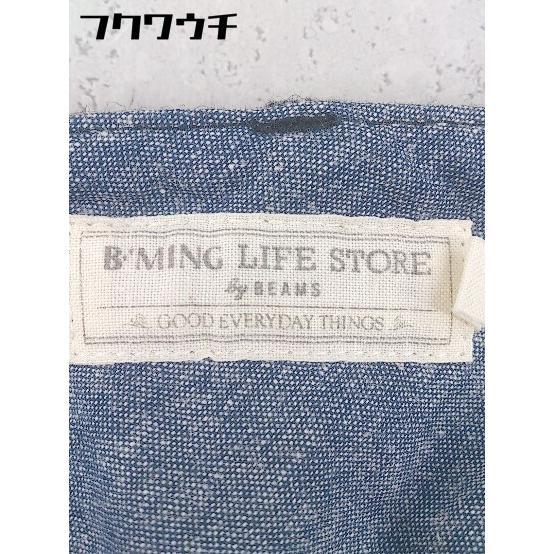 フクワウチ
B:MING LIFE STORE
by BEAMS
GOOD EVERYDAY THINGS